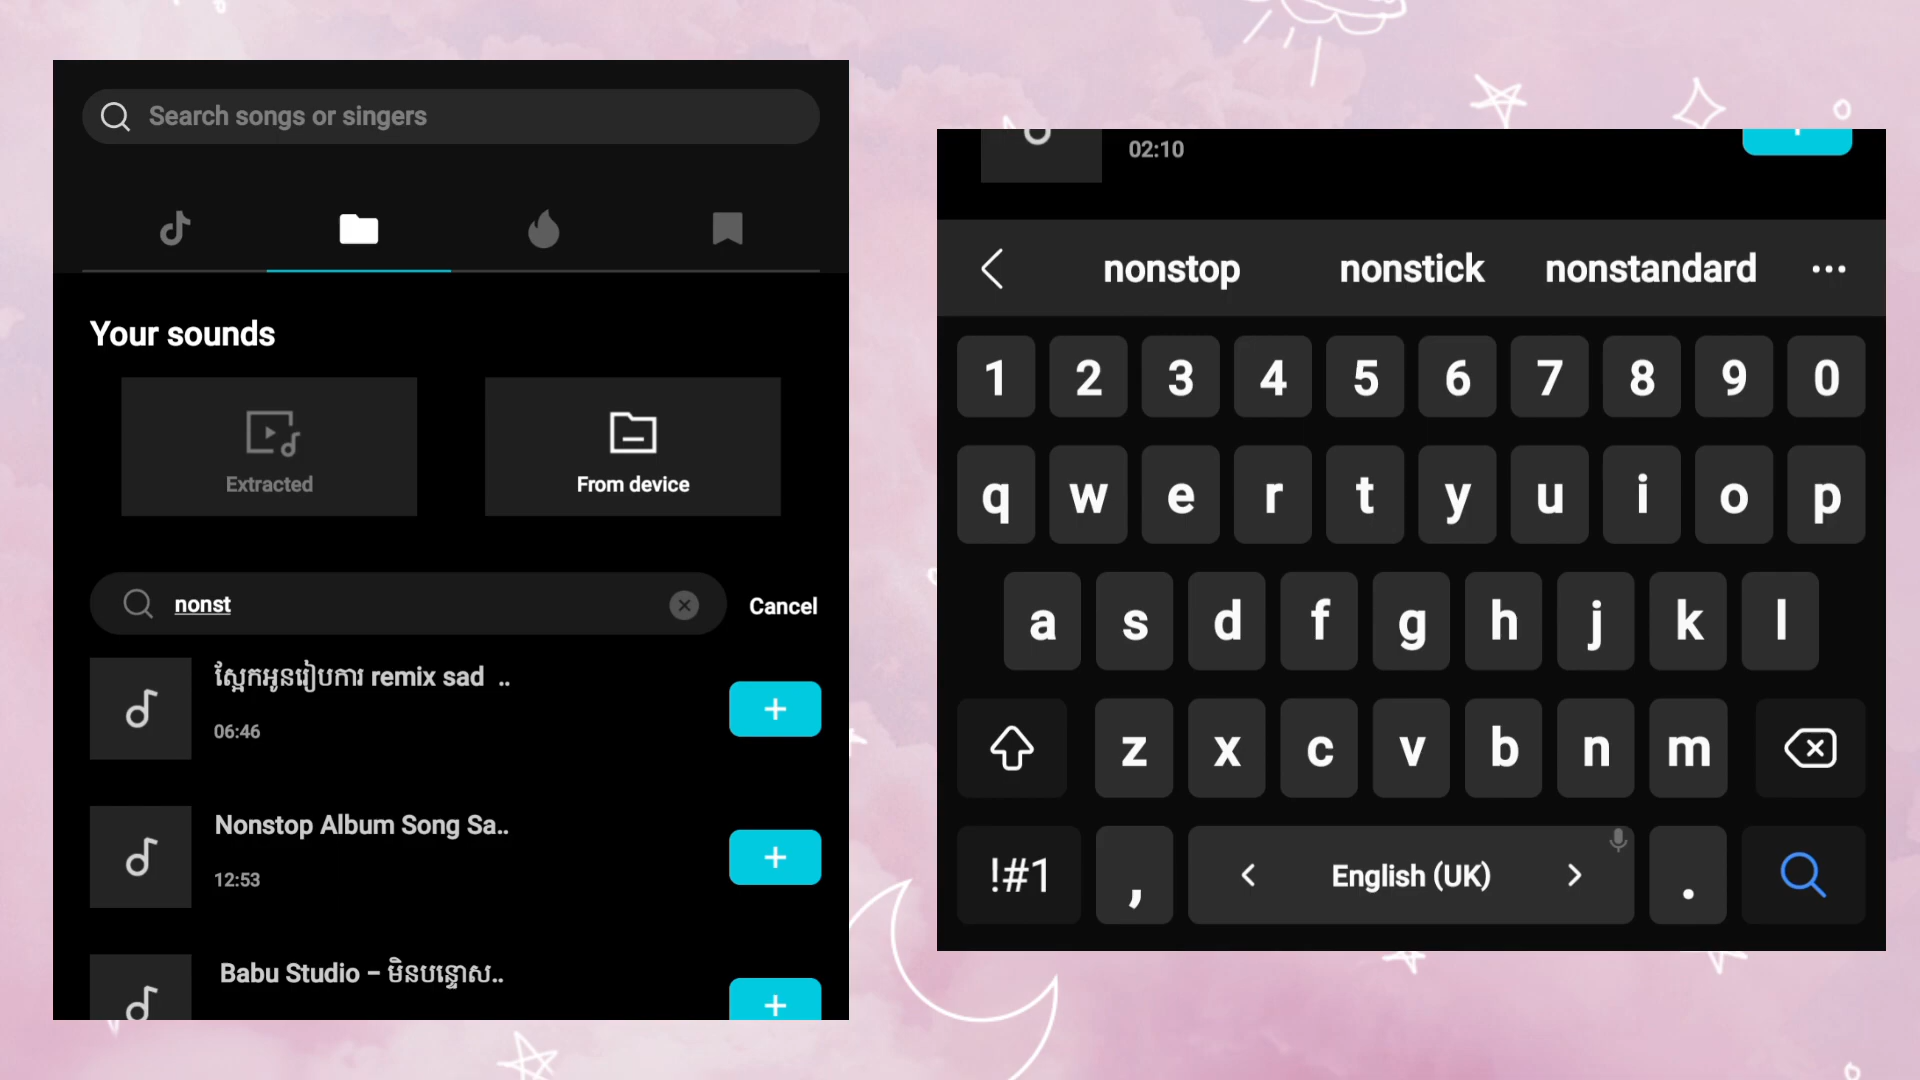 Search songs or singers
Your sounds
Extracted
From device
nonst
Cancel
ស្អែកអូនរៀបការ remix sad ..
06:46
Nonstop Album Song Sa..
12:53
Babu Studio – មិនបន្ទោស..
02:10
nonstop nonstick nonstandard
1 2 3 4 5 6 7 8 9 0
q w e r t y u i o p
a s d f g h j k l
z x c v b n m
!#1 , English (UK) .